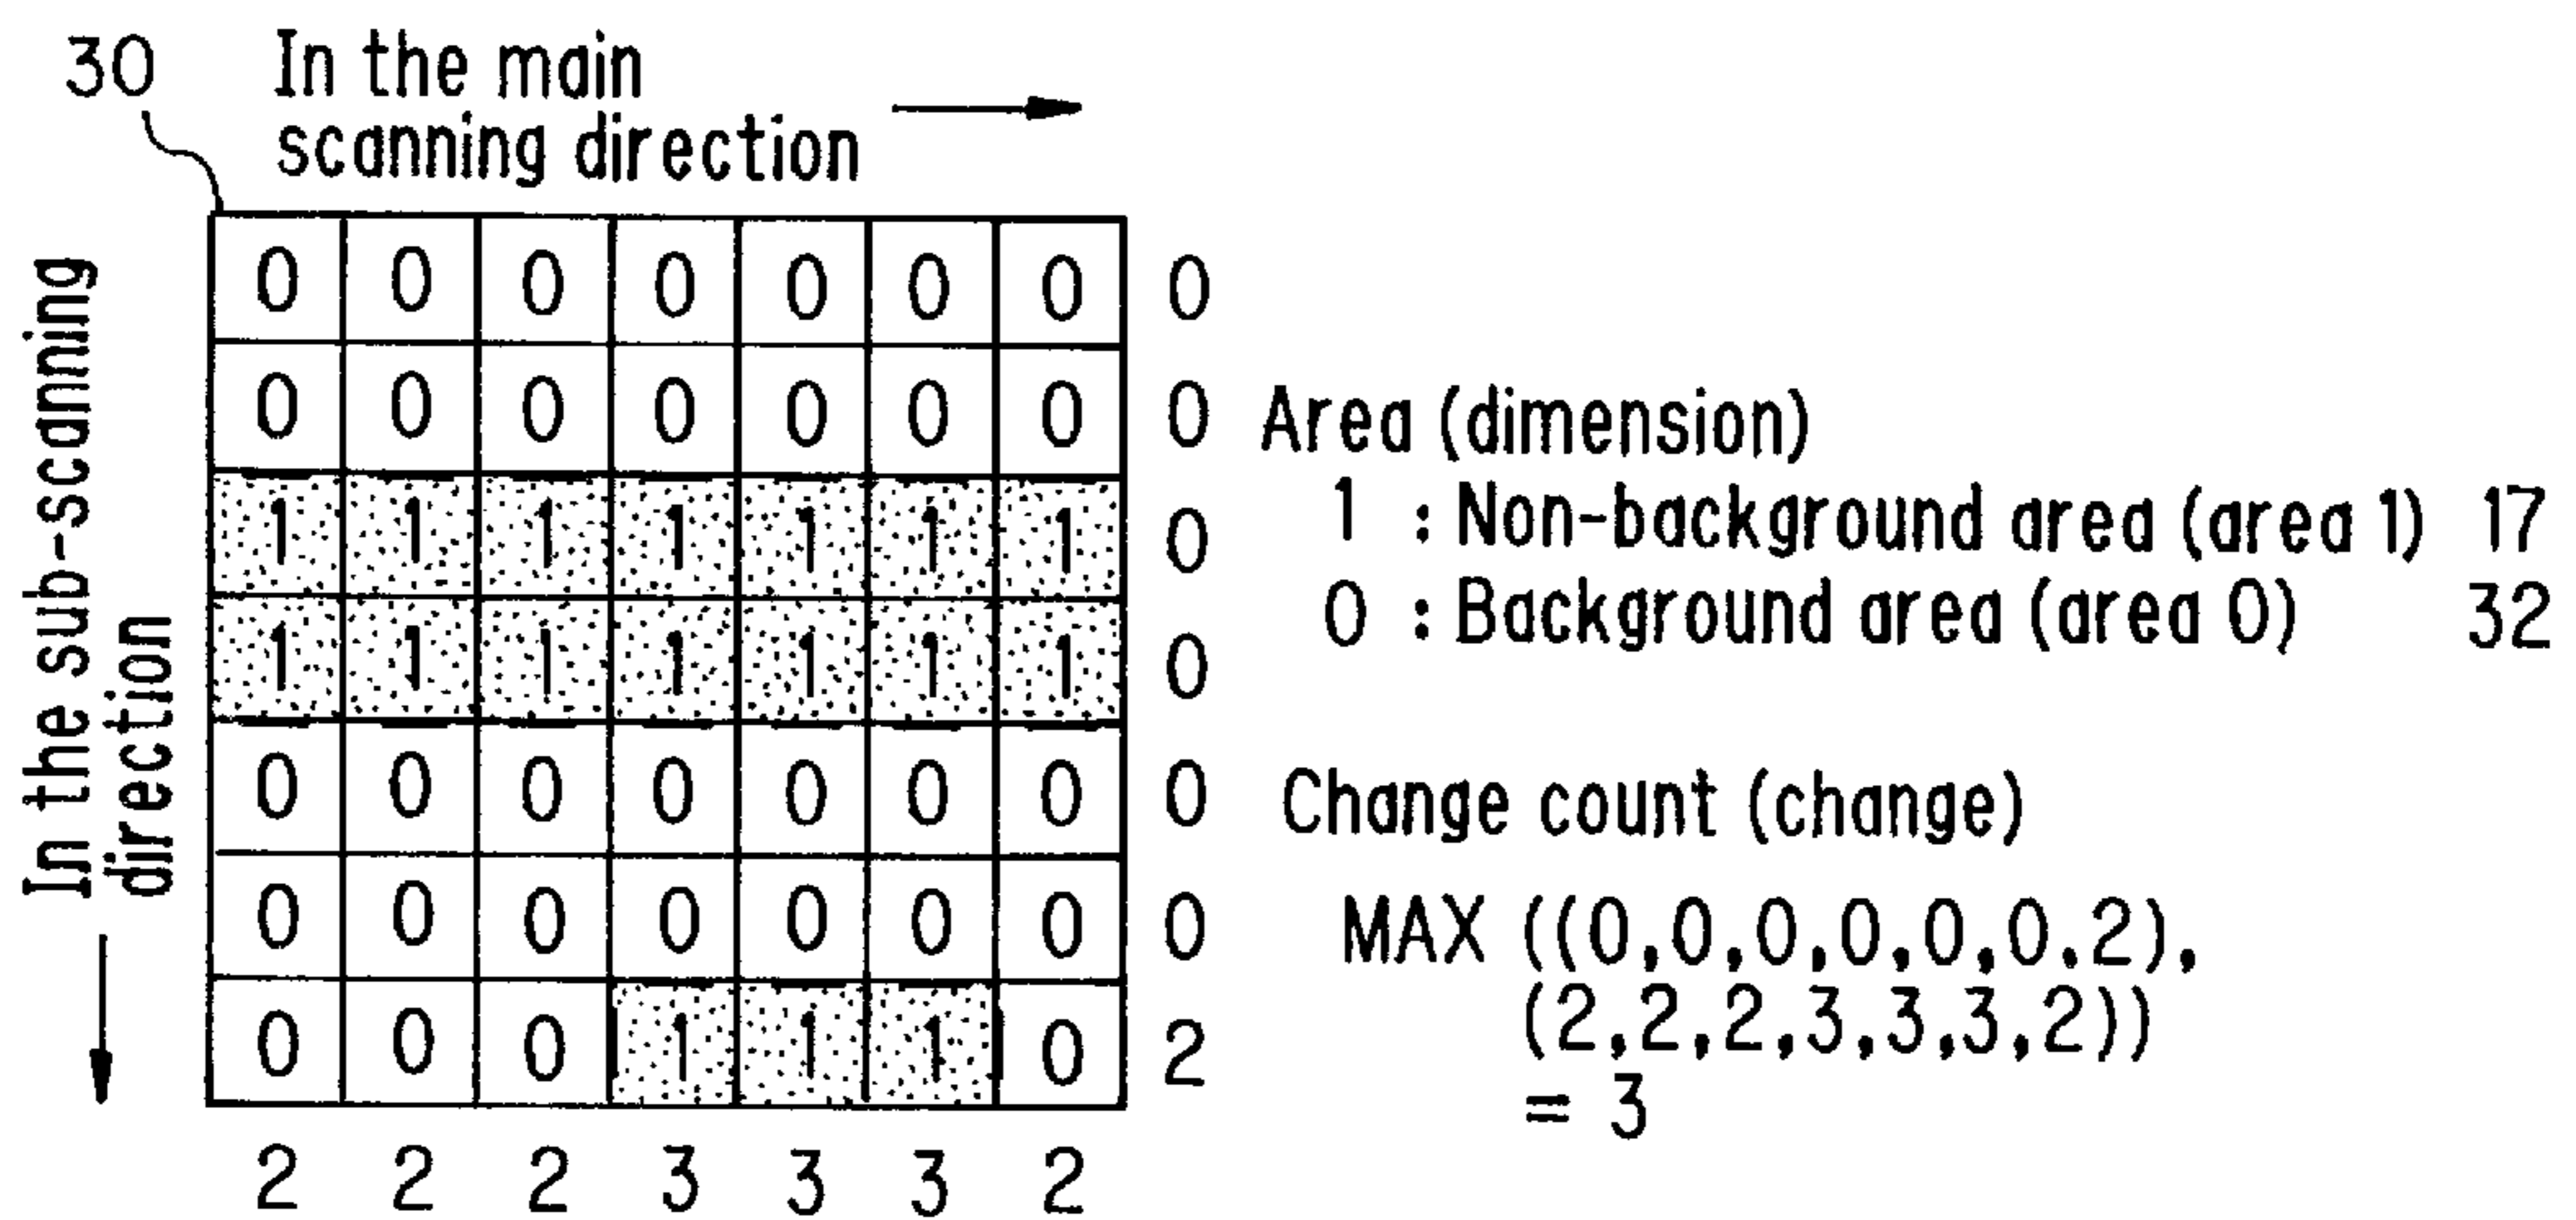 30
In the main
scanning direction
In the sub-scanning
direction
0 0 0 0 0 0 0 0
0 0 0 0 0 0 0 0
1 1 1 1 1 1 1 0
1 1 1 1 1 1 1 0
0 0 0 0 0 0 0 0
0 0 0 0 0 0 0 0
0 0 0 1 1 1 0 2
2 2 2 3 3 3 2
Area (dimension)
1 : Non-background area (area 1) 17
0 : Background area (area 0) 32
Change count (change)
MAX ((0,0,0,0,0,0.2),
(2,2,2,3,3,3,2))
= 3